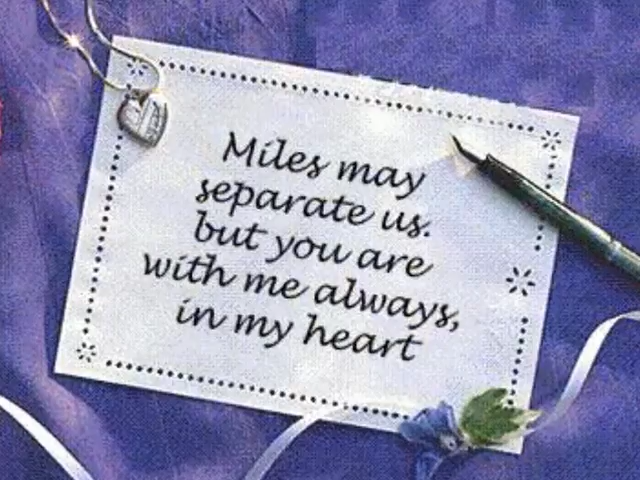 Miles may
separate us.
but you are
with me always,
in my heart